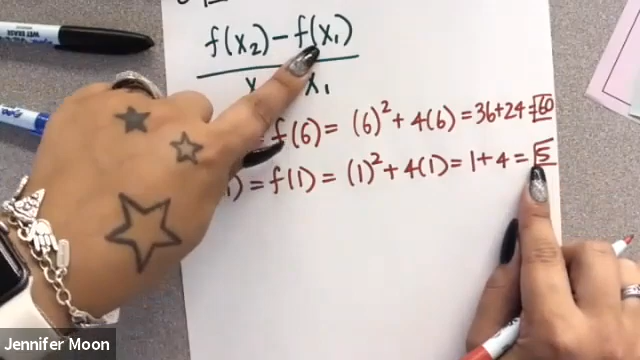 f(x₂) − f(x₁)
x x₁
= f(6) = (6)² + 4(6) = 36+24 = 60
1) = f(1) = (1)² + 4(1) = 1+4 = 5
Jennifer Moon